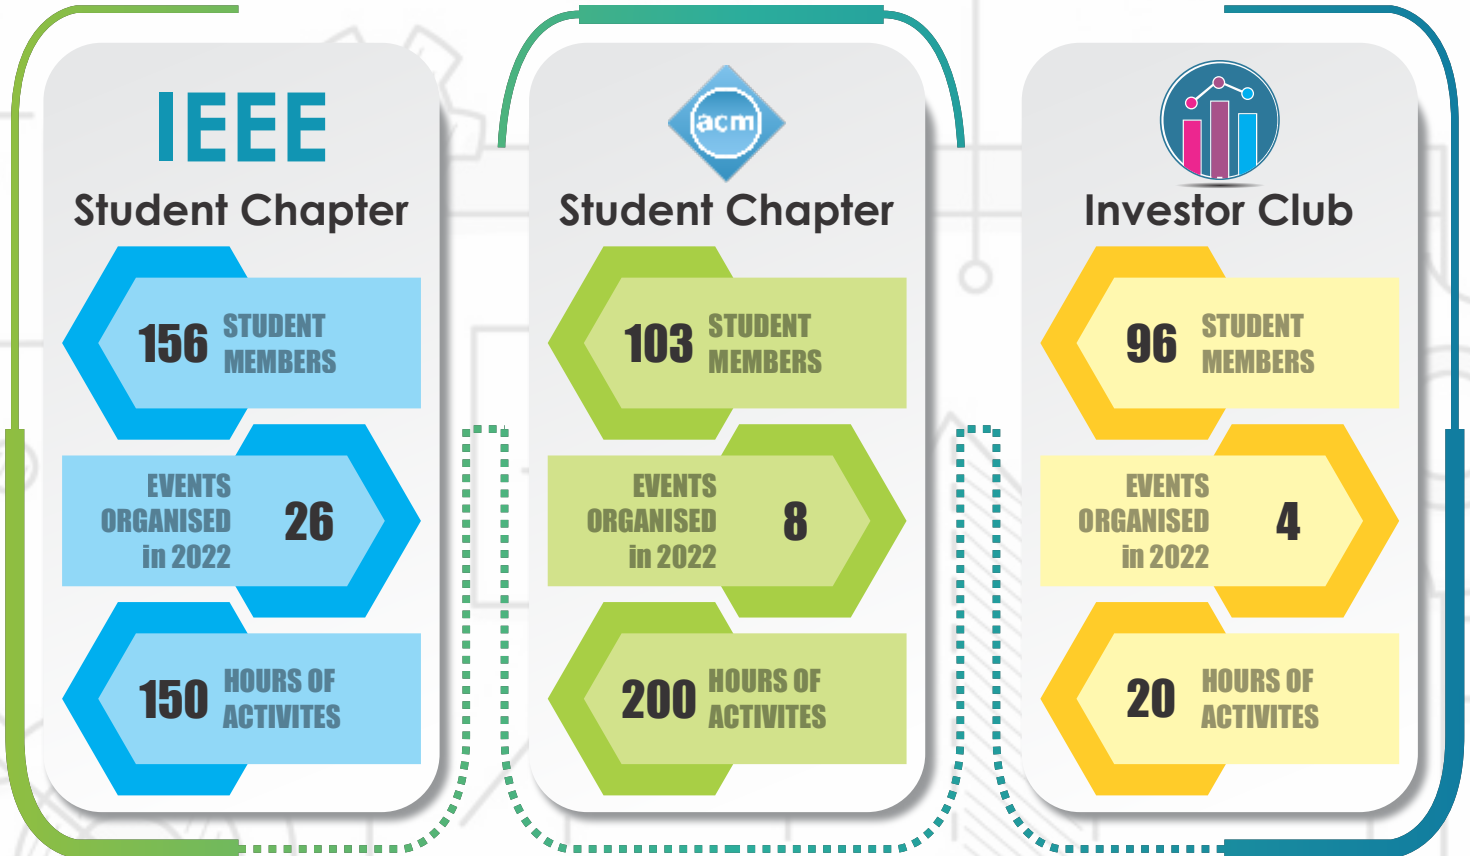 IEEE
Student Chapter
156
STUDENT
MEMBERS
EVENTS
ORGANISED
in 2022
26
150
HOURS OF
ACTIVITES
acm
Student Chapter
103
STUDENT
MEMBERS
EVENTS
ORGANISED
in 2022
8
200
HOURS OF
ACTIVITES
Investor Club
96
STUDENT
MEMBERS
EVENTS
ORGANISED
in 2022
4
20
HOURS OF
ACTIVITES